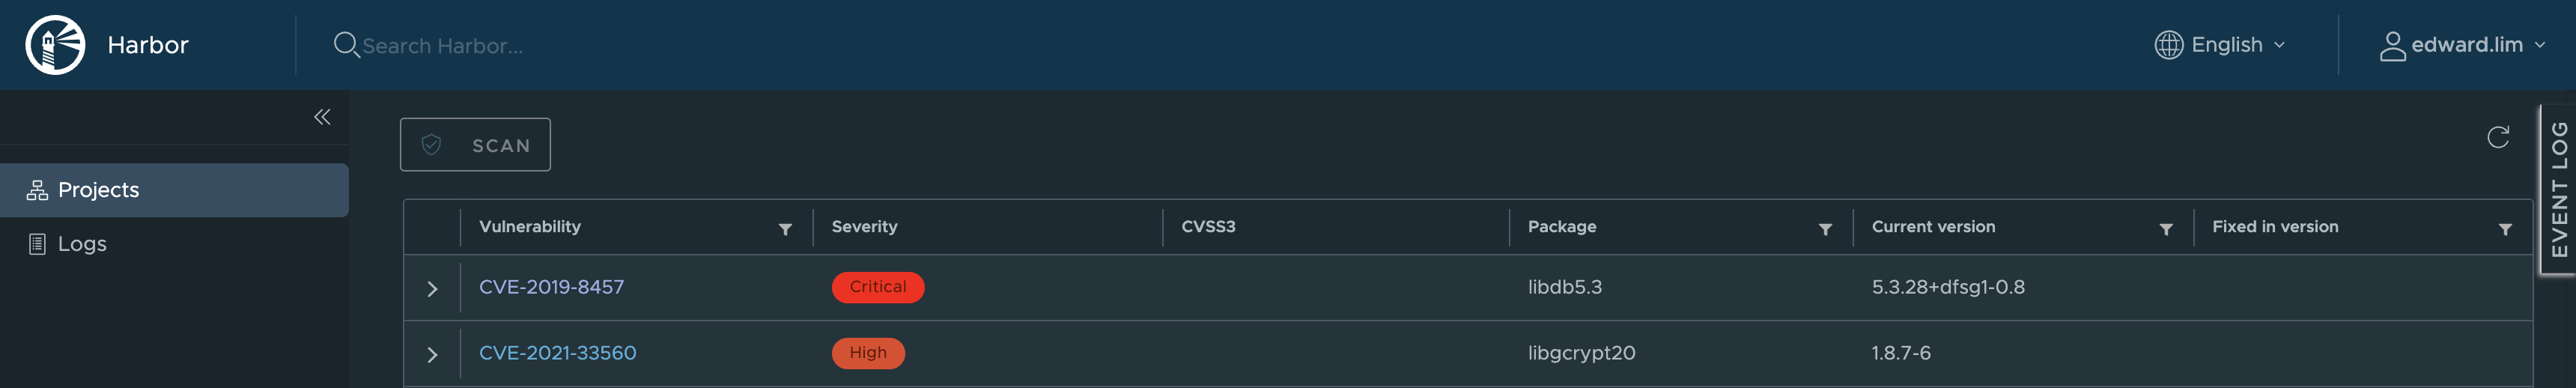 Harbor
Search Harbor...
English
edward.lim
SCAN
EVENT LOG
Projects
Logs
Vulnerability Severity CVSS3 Package Current version Fixed in version
CVE-2019-8457 Critical libdb5.3 5.3.28+dfsg1-0.8
CVE-2021-33560 High libgcrypt20 1.8.7-6